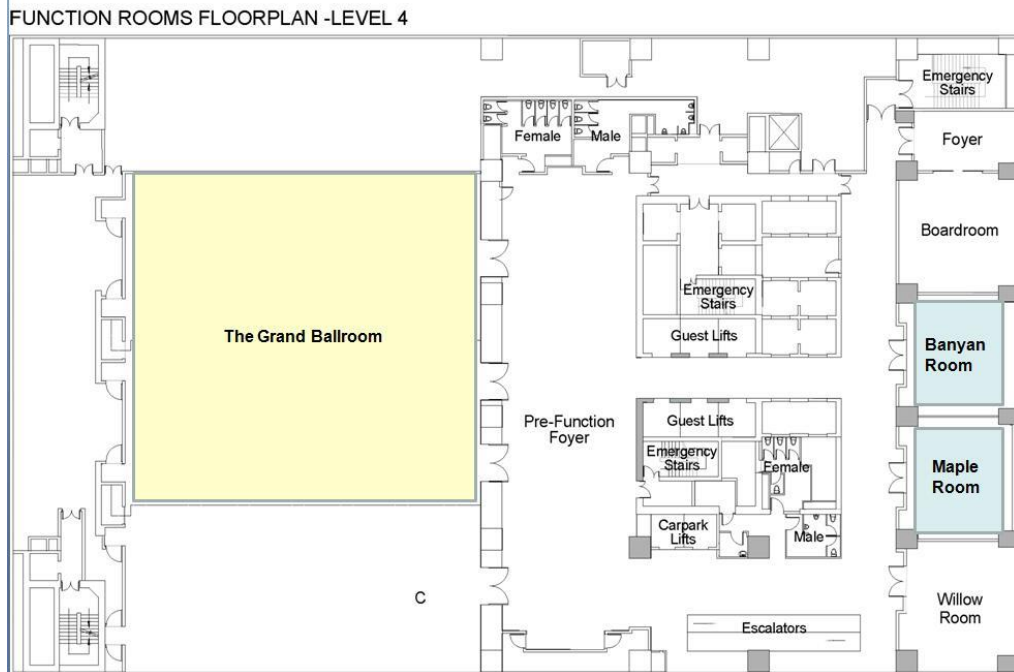 FUNCTION ROOMS FLOORPLAN -LEVEL 4
Emergency
Stairs
Female
Male
Foyer
Boardroom
Emergency
Stairs
The Grand Ballroom
Guest Lifts
Banyan
Room
Pre-Function
Foyer
Guest Lifts
Emergency
Stairs
Female
Maple
Room
Carpark
Lifts
Male
C
Willow
Room
Escalators